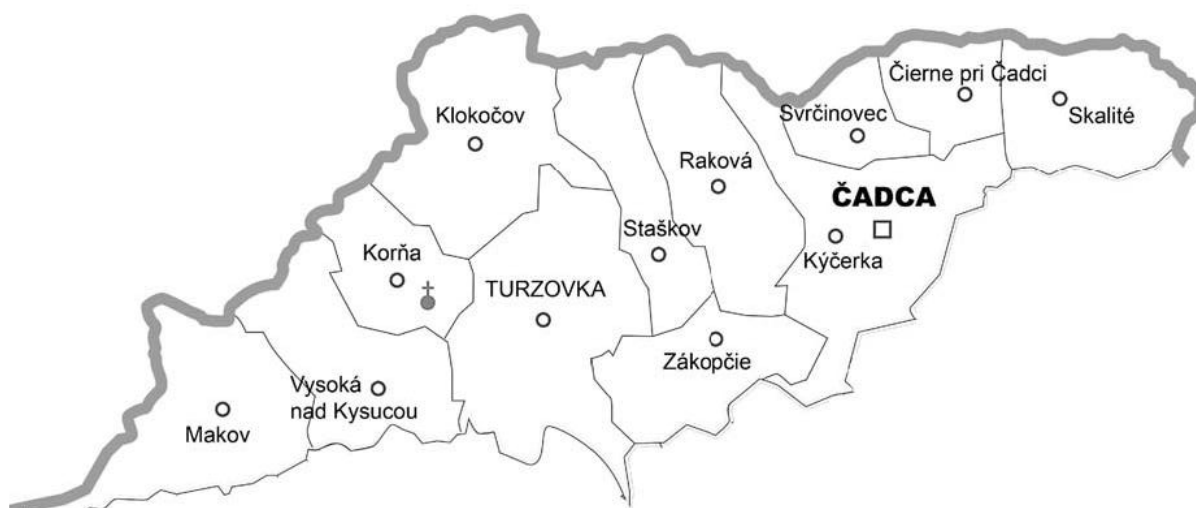 Čierne pri Čadci
Klokočov
Svrčinovec
Skalité
Raková
ČADCA
Staškov
Korňa
Kýčerka
TURZOVKA
Zákopčie
Vysoká
nad Kysucou
Makov